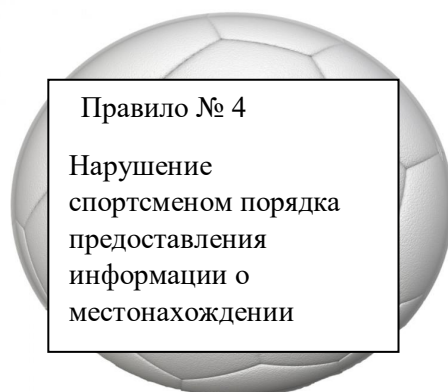 Правило № 4
Нарушение
спортсменом порядка
предоставления
информации о
местонахождении